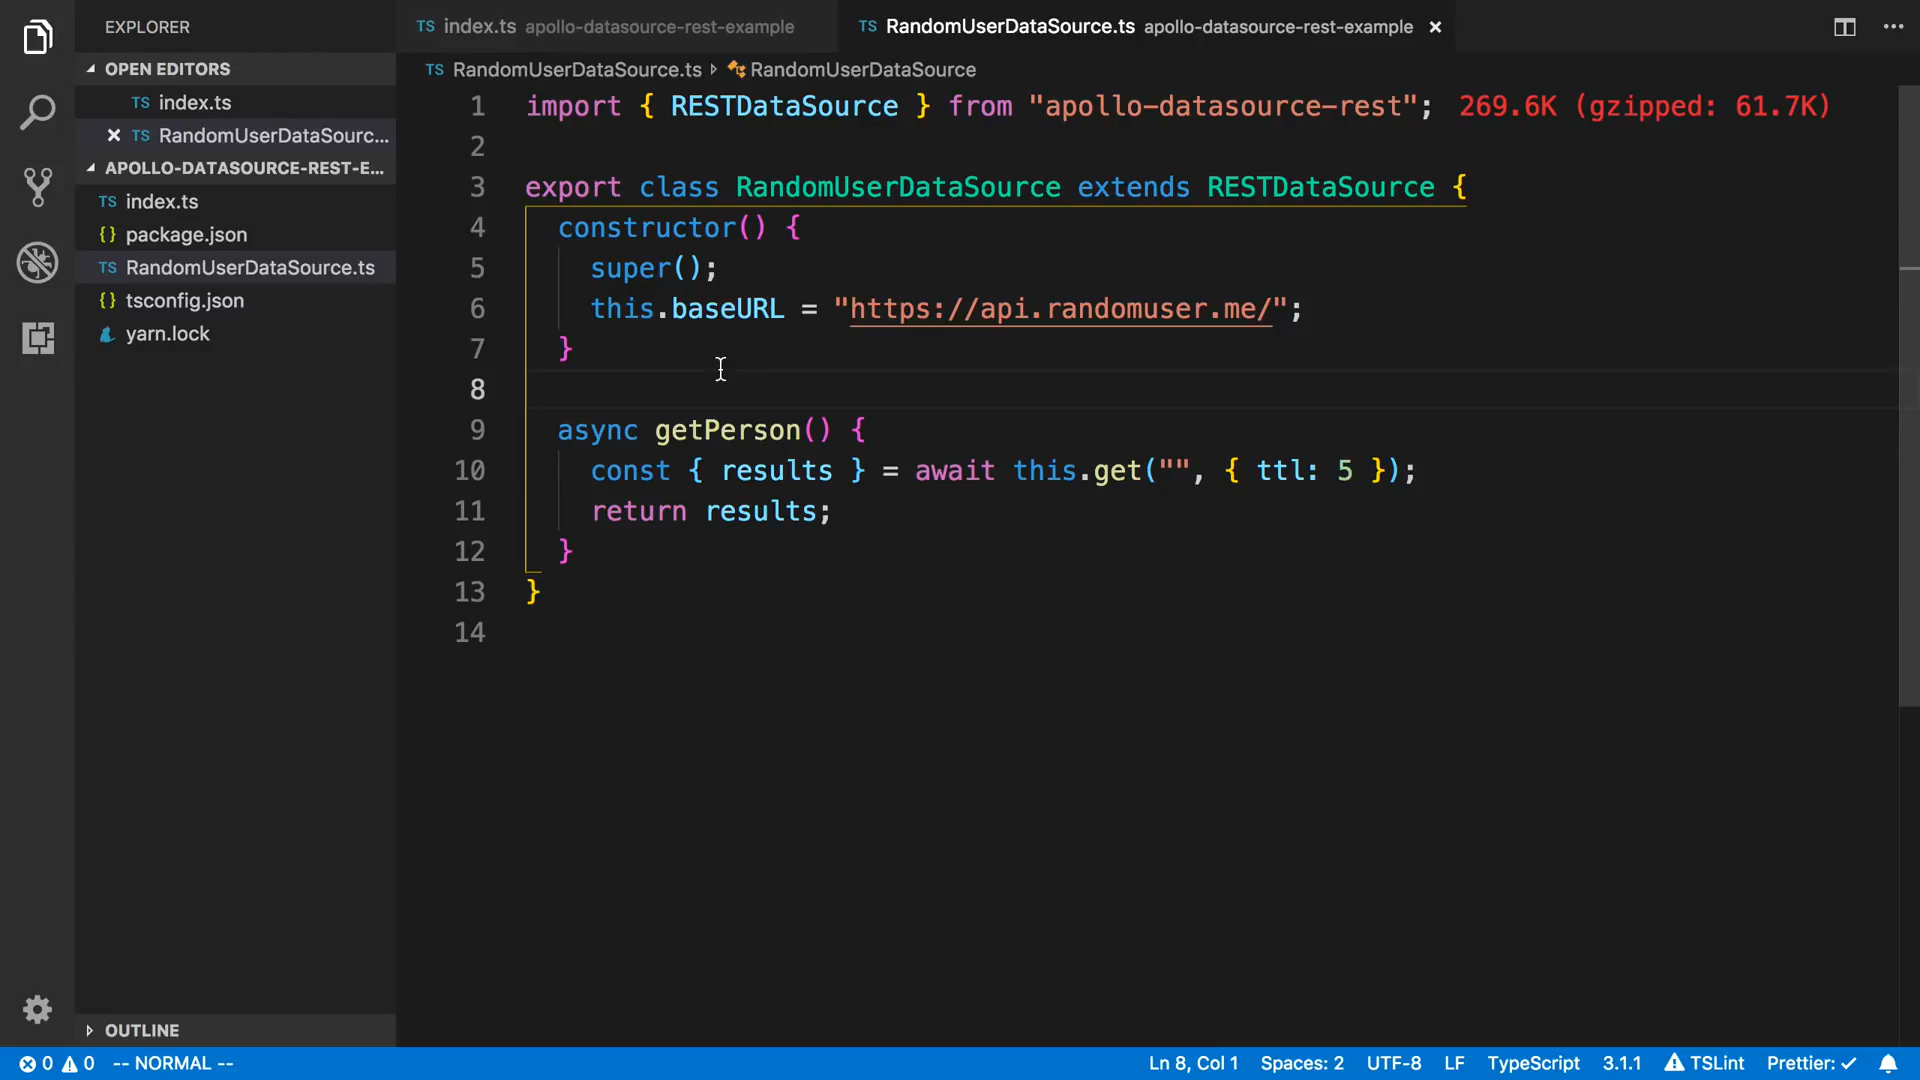 EXPLORER
OPEN EDITORS
TS index.ts
TS RandomUserDataSourc...
APOLLO-DATASOURCE-REST-E...
TS index.ts
{} package.json
TS RandomUserDataSource.ts
{} tsconfig.json
yarn.lock
OUTLINE
TS index.ts apollo-datasource-rest-example
TS RandomUserDataSource.ts apollo-datasource-rest-example
TS RandomUserDataSource.ts RandomUserDataSource
1 import { RESTDataSource } from "apollo-datasource-rest"; 269.6K (gzipped: 61.7K)
2
3 export class RandomUserDataSource extends RESTDataSource {
4 constructor() {
5 super();
6 this.baseURL = "https://api.randomuser.me/";
7 }
8
9 async getPerson() {
10 const { results } = await this.get("", { ttl: 5 });
11 return results;
12 }
13 }
14
0 0 -- NORMAL -- Ln 8, Col 1 Spaces: 2 UTF-8 LF TypeScript 3.1.1 TSLint Prettier: